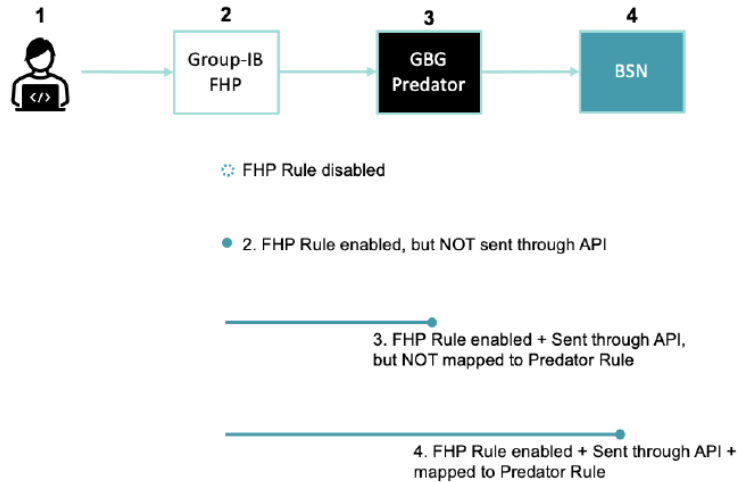 1
2
3
4
</>
Group-IB
FHP
GBG
Predator
BSN
FHP Rule disabled
2. FHP Rule enabled, but NOT sent through API
3. FHP Rule enabled + Sent through API,
but NOT mapped to Predator Rule
4. FHP Rule enabled + Sent through API +
mapped to Predator Rule